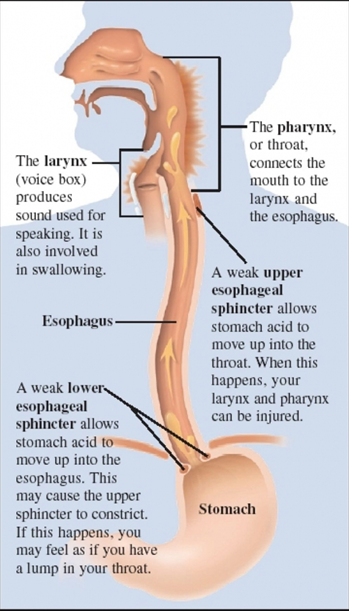 The pharynx,
or throat,
connects the
mouth to the
larynx and
the esophagus.
The larynx
(voice box)
produces
sound used for
speaking. It is
also involved
in swallowing.
A weak upper
esophageal
sphincter allows
stomach acid to
move up into the
throat. When this
happens, your
larynx and pharynx
can be injured.
Esophagus
A weak lower
esophageal
sphincter allows
stomach acid to
move up into the
esophagus. This
may cause the upper
sphincter to constrict.
If this happens, you
may feel as if you have
a lump in your throat.
Stomach